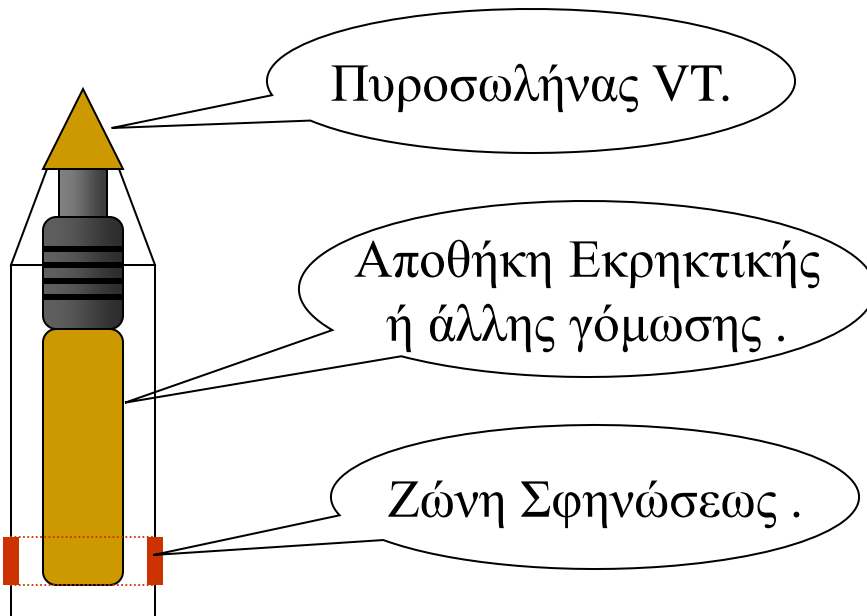 Πυροσωλήνας VT.
Αποθήκη Εκρηκτικής
ή άλλης γόμωσης .
Ζώνη Σφηνώσεως .